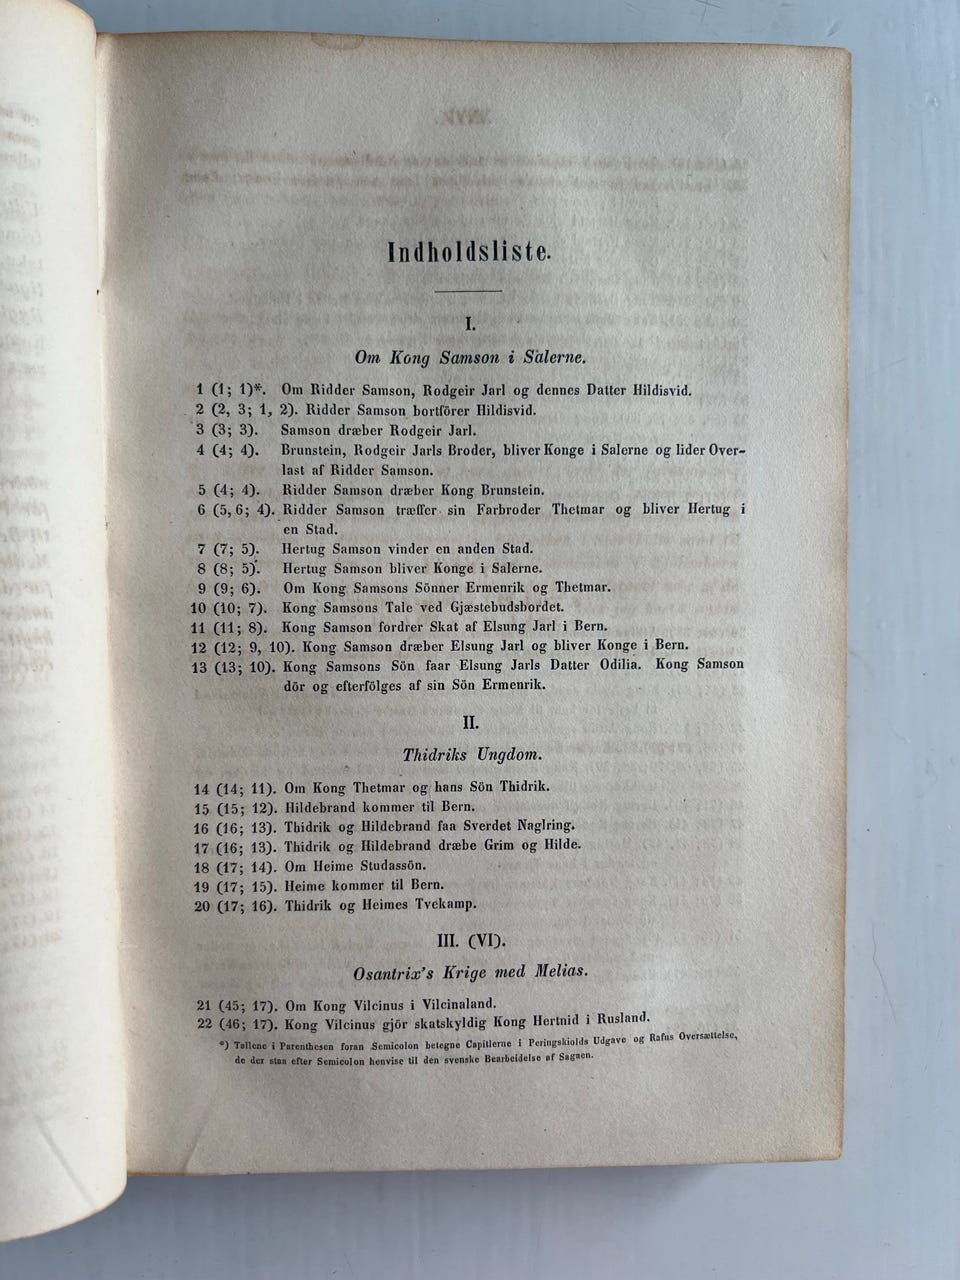 Indholdsliste.
I.
Om Kong Samson i Salerne.
1 (1; 1)*. Om Ridder Samson, Rodgeir Jarl og dennes Datter Hildisvid.
2 (2, 3; 1, 2). Ridder Samson bortförer Hildisvid.
3 (3; 3). Samson dræber Rodgeir Jarl.
4 (4; 4). Brunstein, Rodgeir Jarls Broder, bliver Konge i Salerne og lider Over-
last af Ridder Samson.
5 (4; 4). Ridder Samson dræber Kong Brunstein.
6 (5, 6; 4). Ridder Samson træffer sin Farbroder Thetmar og bliver Hertug i
en Stad.
7 (7; 5). Hertug Samson vinder en anden Stad.
8 (8; 5). Hertug Samson bliver Konge i Salerne.
9 (9; 6). Om Kong Samsons Sönner Ermenrik og Thetmar.
10 (10; 7). Kong Samsons Tale ved Gjæstebudsbordet.
11 (11; 8). Kong Samson fordrer Skat af Elsung Jarl i Bern.
12 (12; 9, 10). Kong Samson dræber Elsung Jarl og bliver Konge i Bern.
13 (13; 10). Kong Samsons Sön faar Elsung Jarls Datter Odilia. Kong Samson
dör og efterfölges af sin Sön Ermenrik.
II.
Thidriks Ungdom.
14 (14; 11). Om Kong Thetmar og hans Sön Thidrik.
15 (15; 12). Hildebrand kommer til Bern.
16 (16; 13). Thidrik og Hildebrand faa Sverdet Naglring.
17 (16; 13). Thidrik og Hildebrand dræbe Grim og Hilde.
18 (17; 14). Om Heime Studassön.
19 (17; 15). Heime kommer til Bern.
20 (17; 16). Thidrik og Heimes Tvekamp.
III. (VI).
Osantrix's Krige med Melias.
21 (45; 17). Om Kong Vilcinus i Vilcinaland.
22 (46; 17). Kong Vilcinus gjör skatskyldig Kong Hertnid i Rusland.
*) Tallene i Parenthesen foran Semicolon betegne Capitlerne i Peringskiolds Udgave og Rafns Oversættelse,
de der staa efter Semicolon henvise til den svenske Bearbeidelse af Sagaen.